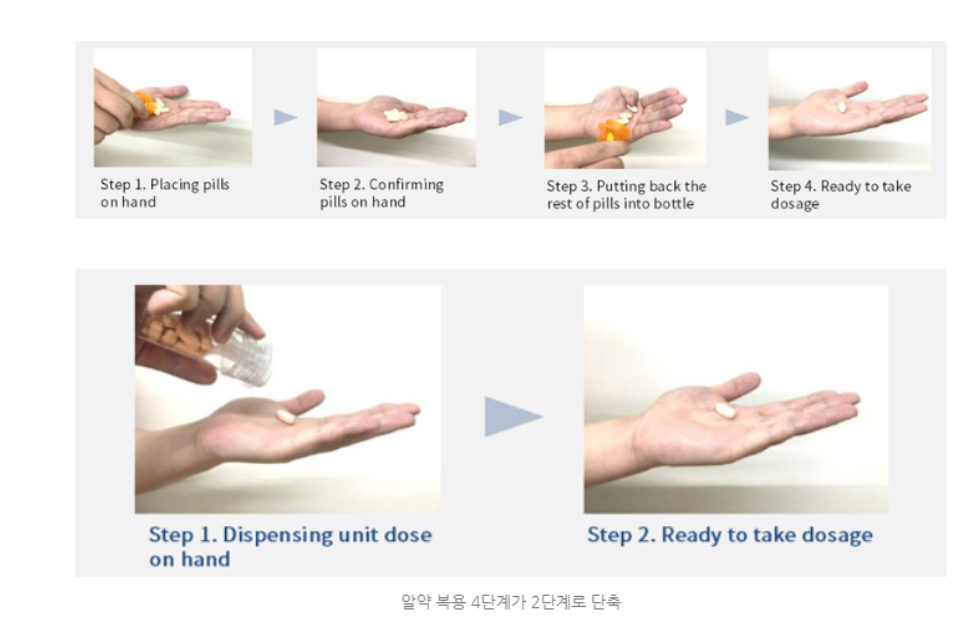 Step 1. Placing pills
on hand
Step 2. Confirming
pills on hand
Step 3. Putting back the
rest of pills into bottle
Step 4. Ready to take
dosage
Step 1. Dispensing unit dose
on hand
Step 2. Ready to take dosage
알약 복용 4단계가 2단계로 단축